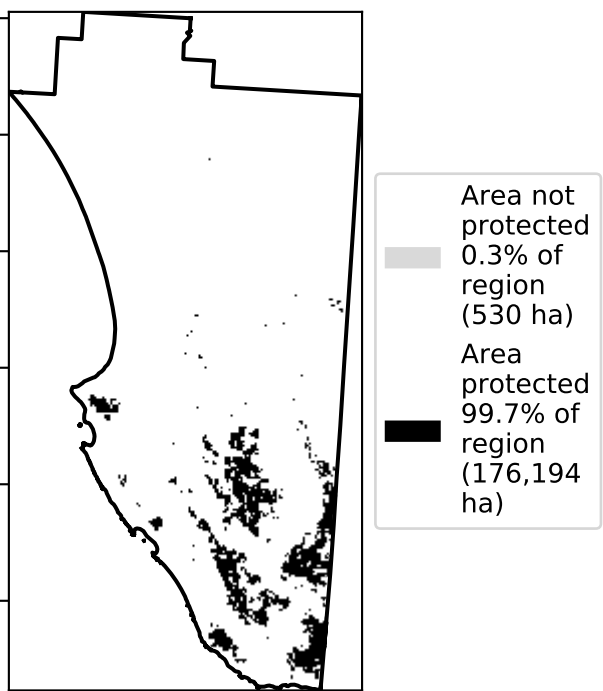 Area not
protected
0.3% of
region
(530 ha)
Area
protected
99.7% of
region
(176,194
ha)